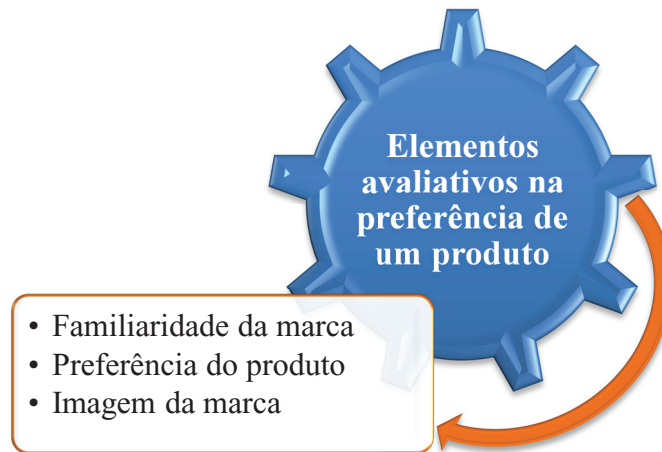 Elementos
avaliativos na
preferência de
um produto
• Familiaridade da marca
• Preferência do produto
• Imagem da marca